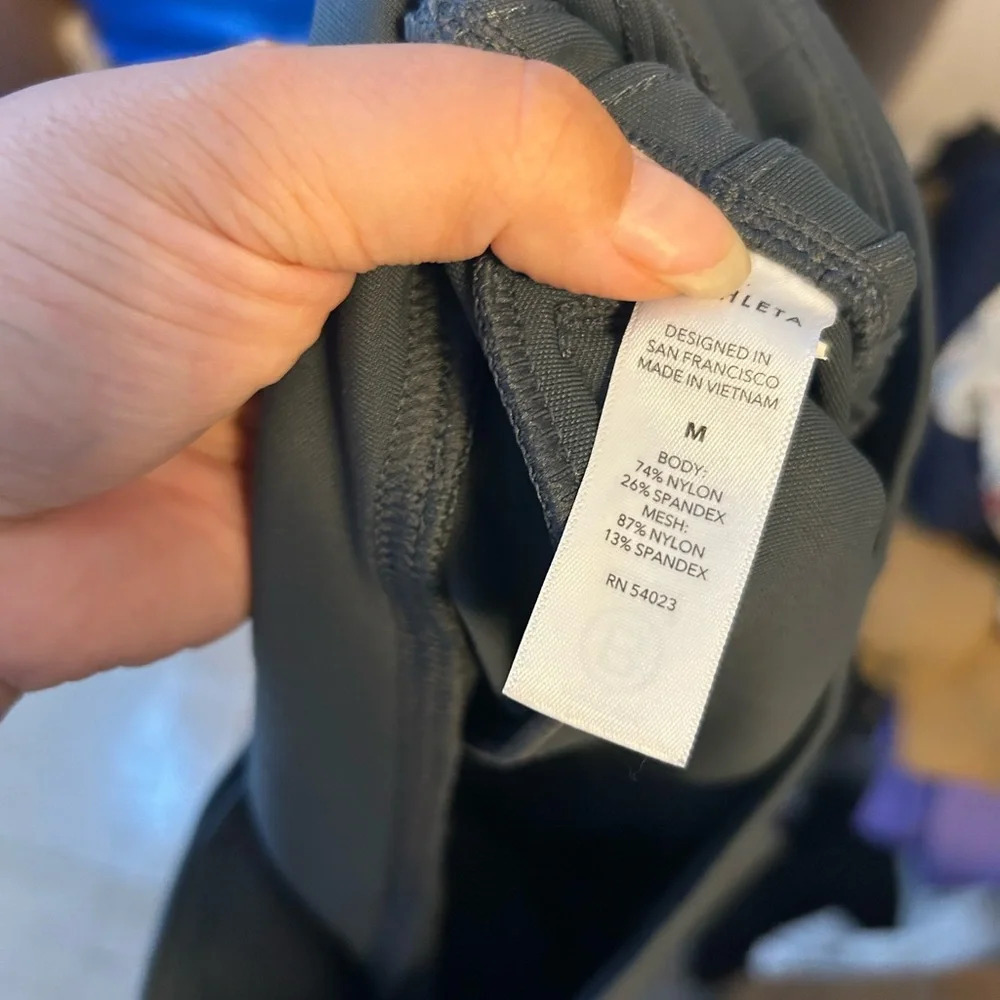 HLETA
DESIGNED IN
SAN FRANCISCO
MADE IN VIETNAM
M
BODY:
74% NYLON
26% SPANDEX
MESH:
87% NYLON
13% SPANDEX
RN 54023